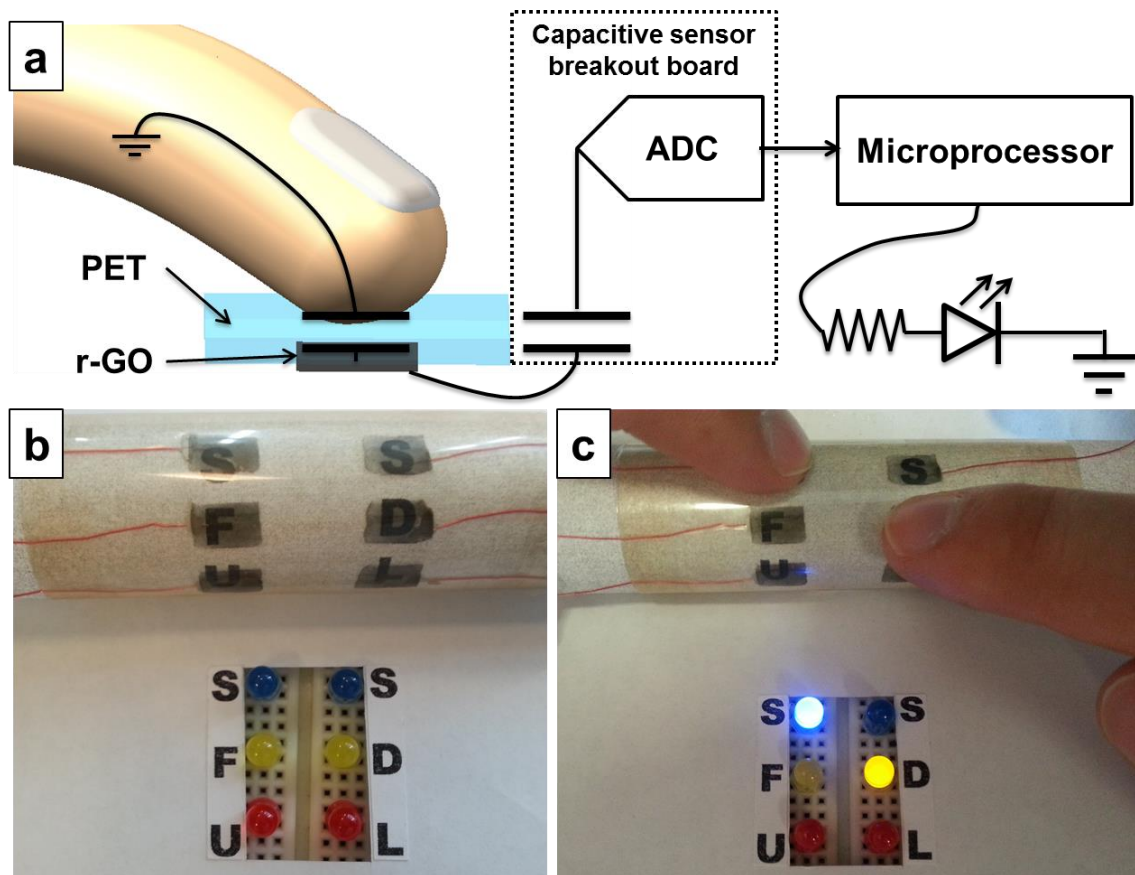 a
Capacitive sensor
breakout board
ADC
Microprocessor
PET
r-GO
b
S S
F D
U L
S S
F D
U L
c
S
F
U
S S
F D
U L